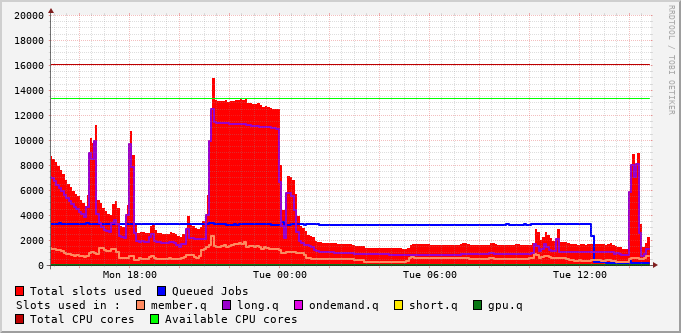 RRDTOOL / TOBI OETIKER
20000
18000
16000
14000
12000
10000
8000
6000
4000
2000
0
Mon 18:00 Tue 00:00 Tue 06:00 Tue 12:00
Total slots used Queued Jobs
Slots used in : member.q long.q ondemand.q short.q gpu.q
Total CPU cores Available CPU cores